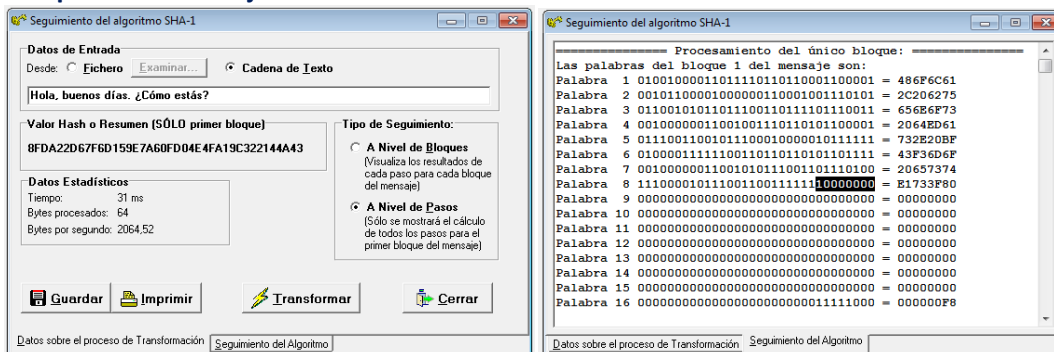 Seguimiento del algoritmo SHA-1
Datos de Entrada
Desde: Fichero Examinar... Cadena de Texto
Hola, buenos días. ¿Cómo estás?
Valor Hash o Resumen (SÓLO primer bloque)
8FDA22D67F6D159E7A60FD04E4FA19C322144A43
Datos Estadísticos
Tiempo: 31 ms
Bytes procesados: 64
Bytes por segundo: 2064,52
Tipo de Seguimiento:
A Nivel de Bloques
(Visualiza los resultados de
cada paso para cada bloque
del mensaje)
A Nivel de Pasos
(Sólo se mostrará el cálculo
de todos los pasos para el
primer bloque del mensaje)
Guardar Imprimir Transformar Cerrar
Datos sobre el proceso de Transformación Seguimiento del Algoritmo
Seguimiento del algoritmo SHA-1
================ Procesamiento del único bloque: ================
Las palabras del bloque 1 del mensaje son:
Palabra 1 01001000011011110110110001100001 = 486F6C61
Palabra 2 00101100001000000110001001110101 = 2C206275
Palabra 3 01100101011011100110111101110011 = 656E6F73
Palabra 4 00100000011001001110110101100001 = 2064ED61
Palabra 5 01110011001011100010000010111111 = 732E20BF
Palabra 6 01000011111100110110110101101111 = 43F36D6F
Palabra 7 00100000011001010111001101110100 = 20657374
Palabra 8 11100001011100110011111110000000 = E1733F80
Palabra 9 00000000000000000000000000000000 = 00000000
Palabra 10 00000000000000000000000000000000 = 00000000
Palabra 11 00000000000000000000000000000000 = 00000000
Palabra 12 00000000000000000000000000000000 = 00000000
Palabra 13 00000000000000000000000000000000 = 00000000
Palabra 14 00000000000000000000000000000000 = 00000000
Palabra 15 00000000000000000000000000000000 = 00000000
Palabra 16 00000000000000000000000011111000 = 000000F8
Datos sobre el proceso de Transformación Seguimiento del Algoritmo